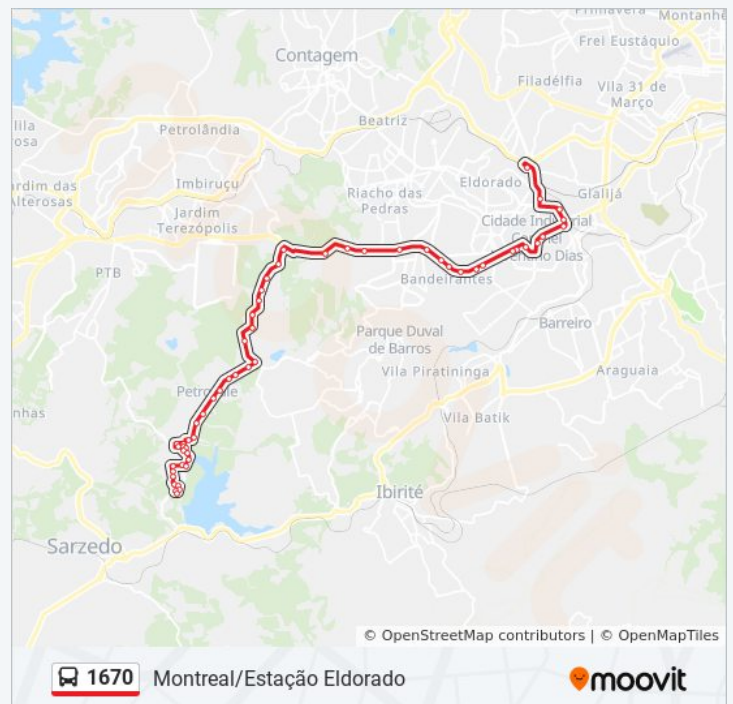 Primavera
Montanhe
Contagem
Frei Eustáquio
Filadélfia
Vila 31 de
Março
lila
osa
Petrolândia
Beatriz
ardim das
Alterosas
Imbiruçu
Eldorado
Glalijá
Riacho das
Pedras
Jardim
Terezópolis
Cidade Industrial
PTB
Bandeirantes
Parque Duval
de Barros
Barreiro
Vila Piratininga
Araguaia
nhas
Vila Batik
Ibirité
Sarzedo
© OpenStreetMap contributors | © OpenMapTiles
1670 Montreal/Estação Eldorado
moovit